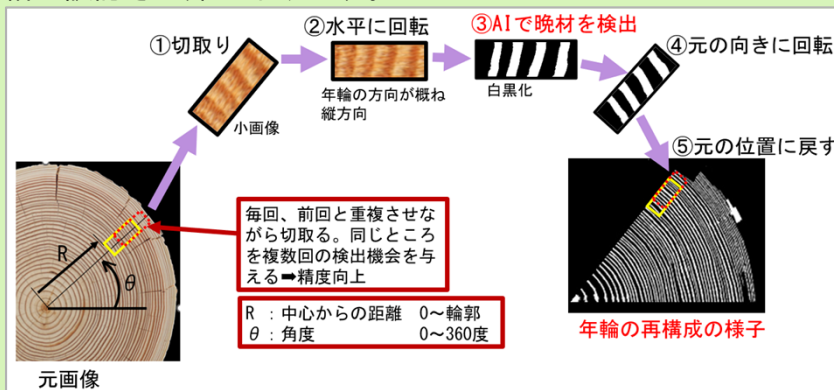 ①切取り
②水平に回転
③AIで晩材を検出
④元の向きに回転
小画像
年輪の方向が概ね
縦方向
白黒化
⑤元の位置に戻す
毎回、前回と重複させな
がら切取る。同じところ
を複数回の検出機会を与
える➡精度向上
R
θ
R ：中心からの距離 0～輪郭
θ ：角度 0～360度
元画像
年輪の再構成の様子